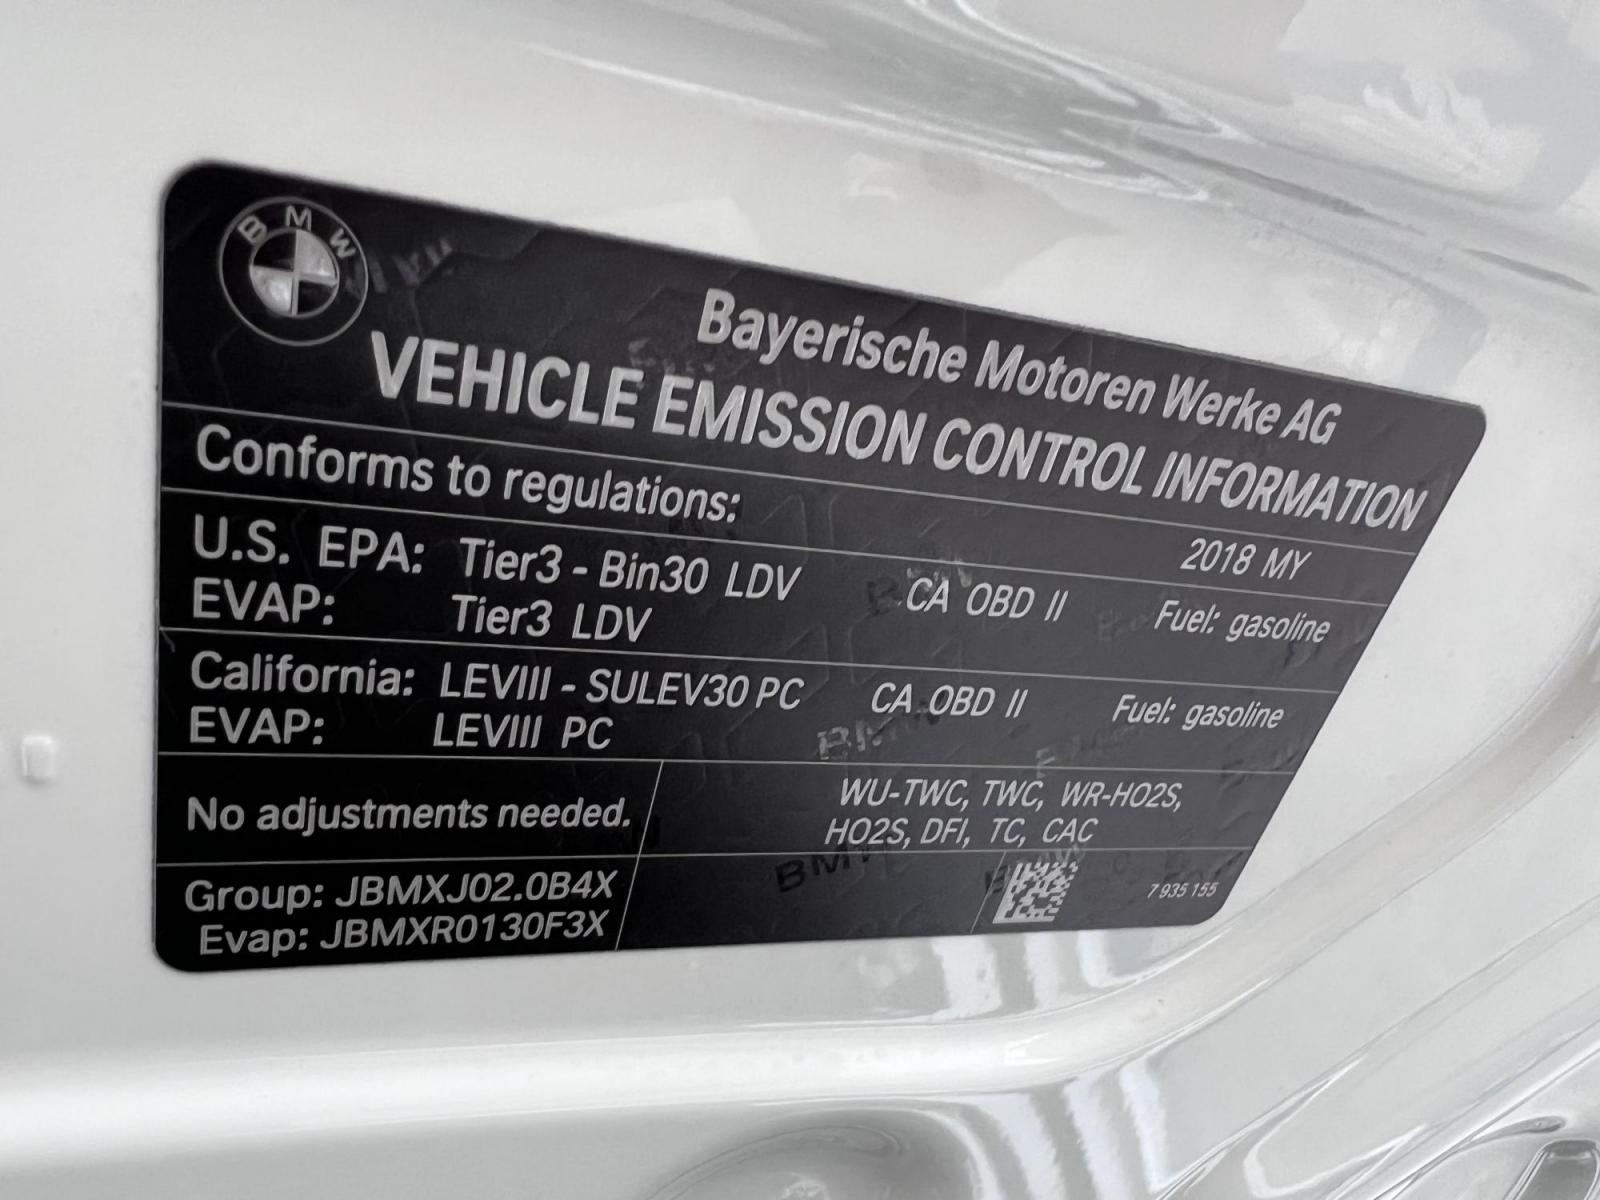 BMW
Bayerische Motoren Werke AG
VEHICLE EMISSION CONTROL INFORMATION
Conforms to regulations:
2018 MY
U.S. EPA: Tier3 - Bin30 LDV CA OBD II Fuel: gasoline
EVAP: Tier3 LDV
California: LEVIII - SULEV30 PC CA OBD II Fuel: gasoline
EVAP: LEVIII PC
No adjustments needed.
WU-TWC, TWC, WR-HO2S,
HO2S, DFI, TC, CAC
Group: JBMXJ02.0B4X
Evap: JBMXR0130F3X
7 935 155